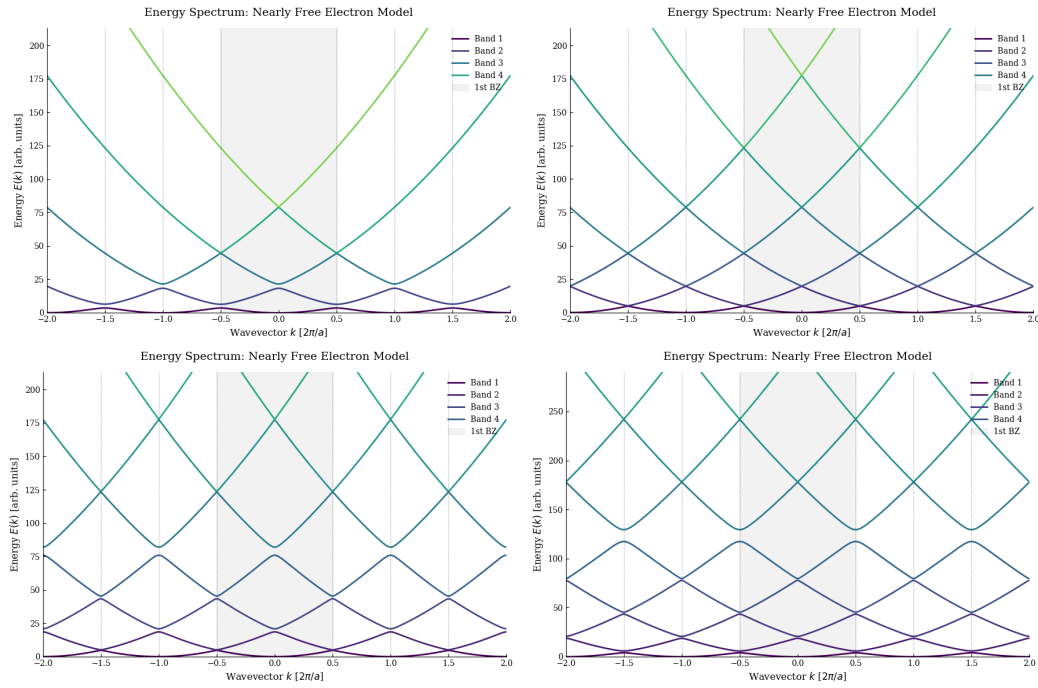 Energy Spectrum: Nearly Free Electron Model
Energy E(k) [arb. units]
200
175
150
125
100
75
50
25
0
−2.0 −1.5 −1.0 −0.5 0.0 0.5 1.0 1.5 2.0
Wavevector k [2π/a]
Band 1
Band 2
Band 3
Band 4
1st BZ
Energy Spectrum: Nearly Free Electron Model
Energy E(k) [arb. units]
200
175
150
125
100
75
50
25
0
−2.0 −1.5 −1.0 −0.5 0.0 0.5 1.0 1.5 2.0
Wavevector k [2π/a]
Band 1
Band 2
Band 3
Band 4
1st BZ
Energy Spectrum: Nearly Free Electron Model
Energy E(k) [arb. units]
200
175
150
125
100
75
50
25
0
−2.0 −1.5 −1.0 −0.5 0.0 0.5 1.0 1.5 2.0
Wavevector k [2π/a]
Band 1
Band 2
Band 3
Band 4
1st BZ
Energy Spectrum: Nearly Free Electron Model
Energy E(k) [arb. units]
250
200
150
100
50
0
−2.0 −1.5 −1.0 −0.5 0.0 0.5 1.0 1.5 2.0
Wavevector k [2π/a]
Band 1
Band 2
Band 3
Band 4
1st BZ